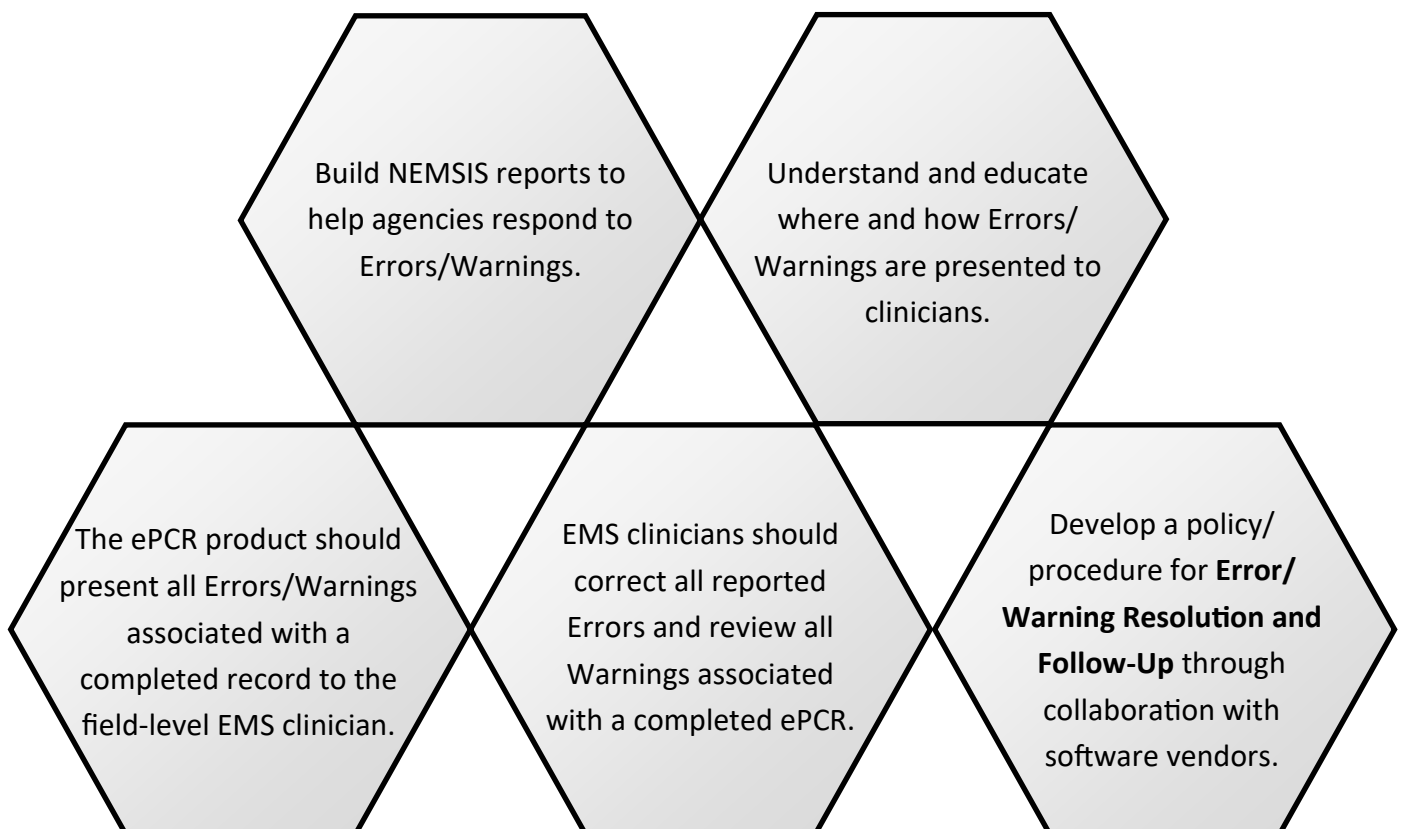 Build NEMSIS reports to
help agencies respond to
Errors/Warnings.
Understand and educate
where and how Errors/
Warnings are presented to
clinicians.
The ePCR product should
present all Errors/Warnings
associated with a
completed record to the
field-level EMS clinician.
EMS clinicians should
correct all reported
Errors and review all
Warnings associated
with a completed ePCR.
Develop a policy/
procedure for Error/
Warning Resolution and
Follow-Up through
collaboration with
software vendors.